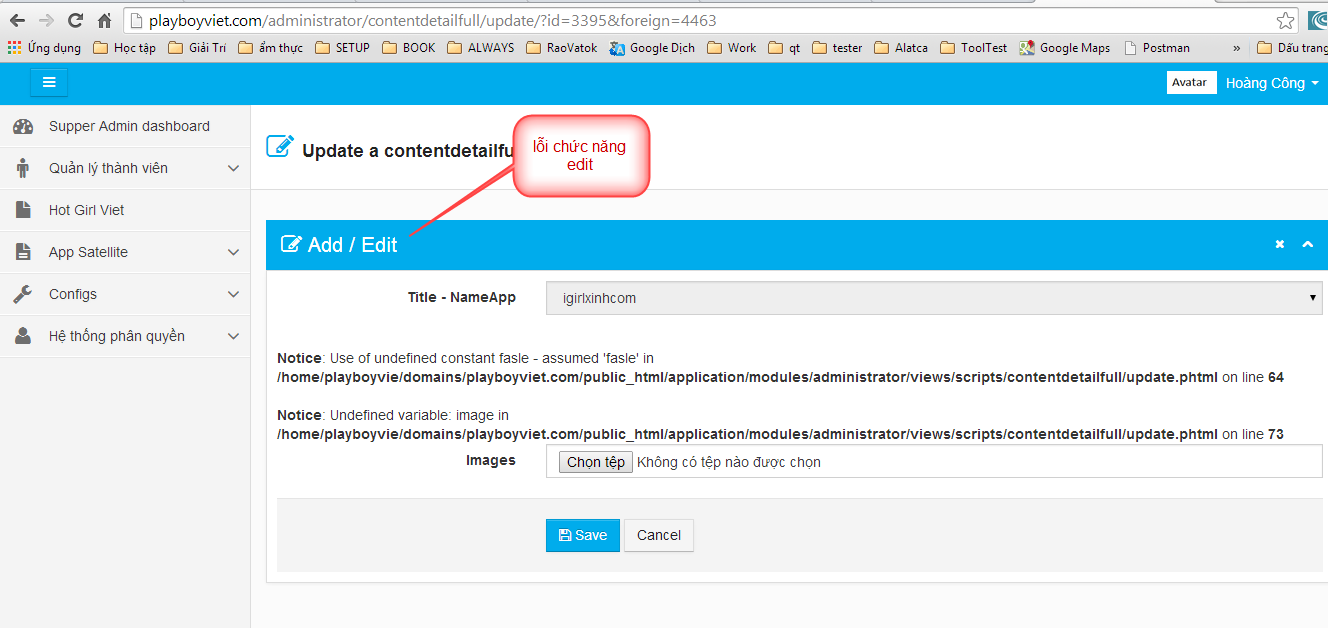 playboyviet.com/administrator/contentdetailfull/update/?id=3395&foreign=4463
Ứng dụng Học tập Giải Trí ẩm thực SETUP BOOK ALWAYS RaoVatok Google Dịch Work qt tester Alatca ToolTest Google Maps Postman » Dấu trang
Avatar Hoàng Công
Supper Admin dashboard
Quản lý thành viên
Hot Girl Viet
App Satellite
Configs
Hệ thống phân quyền
Update a contentdetailfu
lỗi chức năng
edit
Add / Edit
Title - NameApp igirlxinhcom
Notice: Use of undefined constant fasle - assumed 'fasle' in
/home/playboyvie/domains/playboyviet.com/public_html/application/modules/administrator/views/scripts/contentdetailfull/update.phtml on line 64
Notice: Undefined variable: image in
/home/playboyvie/domains/playboyviet.com/public_html/application/modules/administrator/views/scripts/contentdetailfull/update.phtml on line 73
Images Chọn tệp Không có tệp nào được chọn
Save Cancel